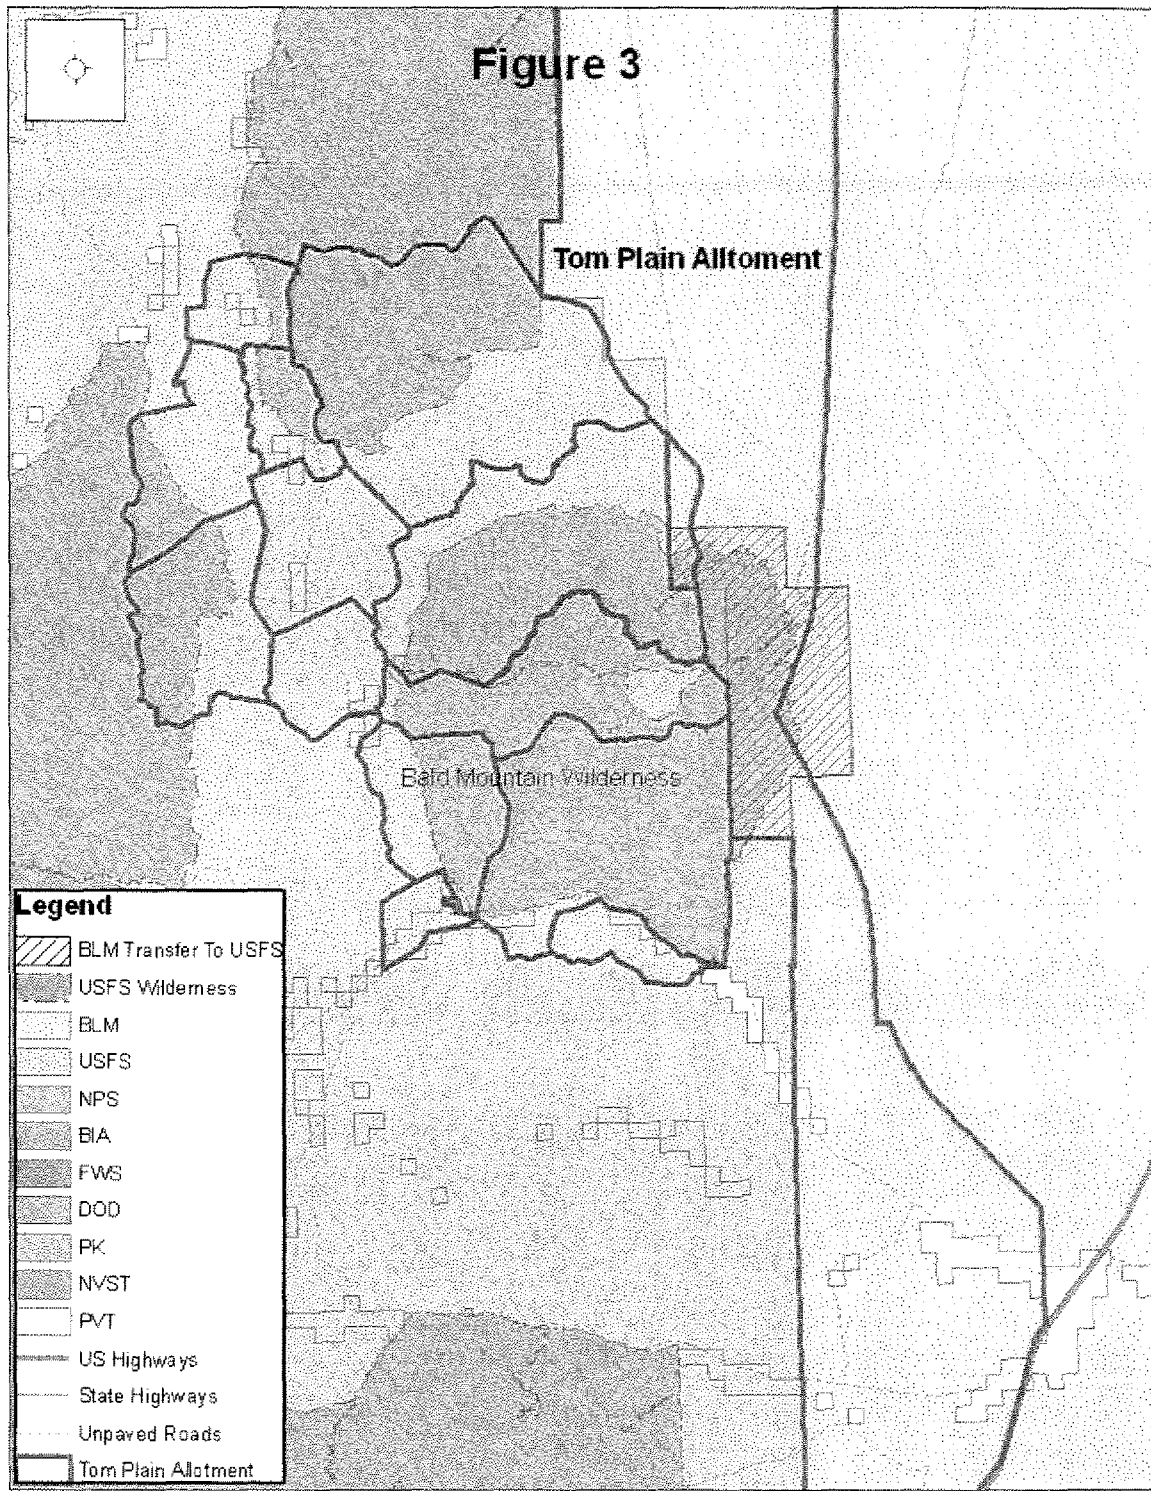 Figure 3
Tom Plain Alltoment
Bald Mountain Wilderness
Legend
BLM Transfer To USFS
USFS Wilderness
BLM
USFS
NPS
BIA
FWS
DOD
PK
NVST
PVT
US Highways
State Highways
Unpaved Roads
Tom Plain Allotment